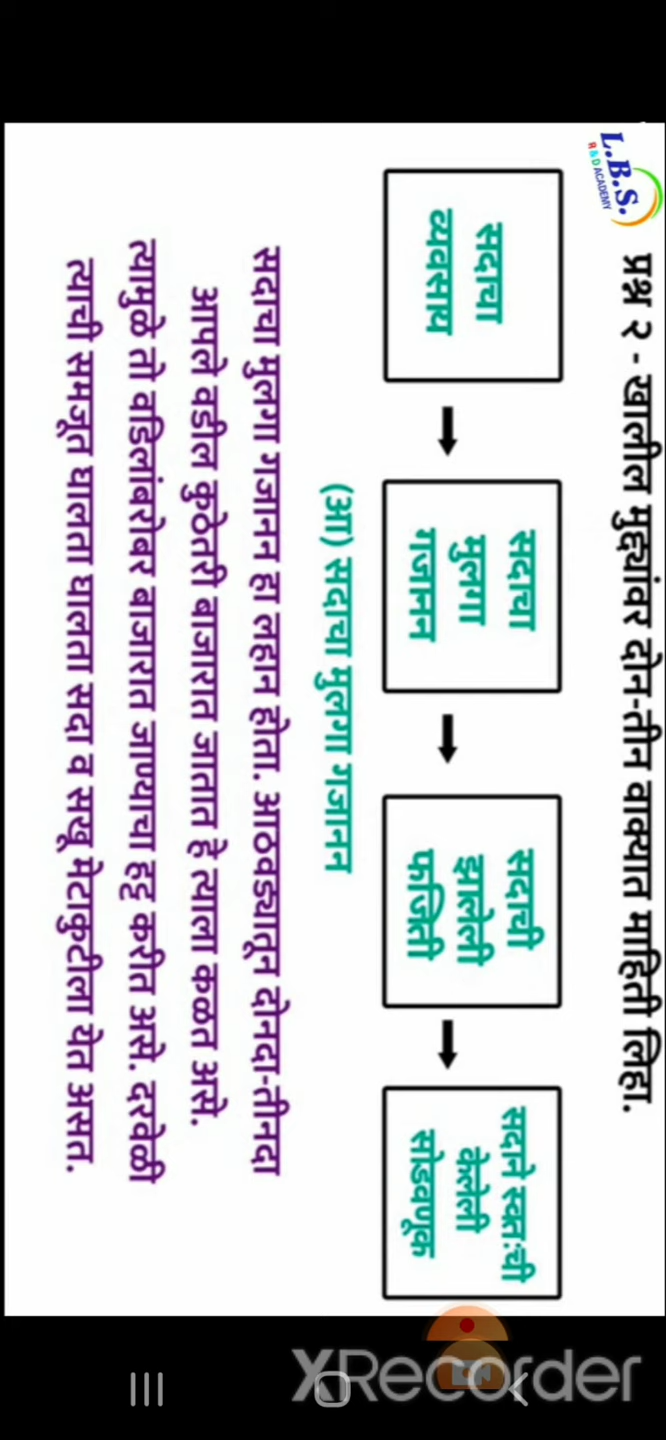 L.B.S.
R & D ACADEMY
प्रश्न २ - खालील मुद्द्यांवर दोन-तीन वाक्यात माहिती लिहा.
सदाचा
व्यवसाय
सदाचा
मुलगा
गजानन
सदाची
झालेली
फजिती
सदाने स्वतःची
केलेली
सोडवणूक
(आ) सदाचा मुलगा गजानन
सदाचा मुलगा गजानन हा लहान होता. आठवड्यातून दोनदा-तीनदा
आपले वडील कुठेतरी बाजारात जातात हे त्याला कळत असे.
त्यामुळे तो वडिलांबरोबर बाजारात जाण्याचा हट्ट करीत असे. दरवेळी
त्याची समजूत घालता घालता सदा व सखू मेटाकुटीला येत असत.
XRecorder